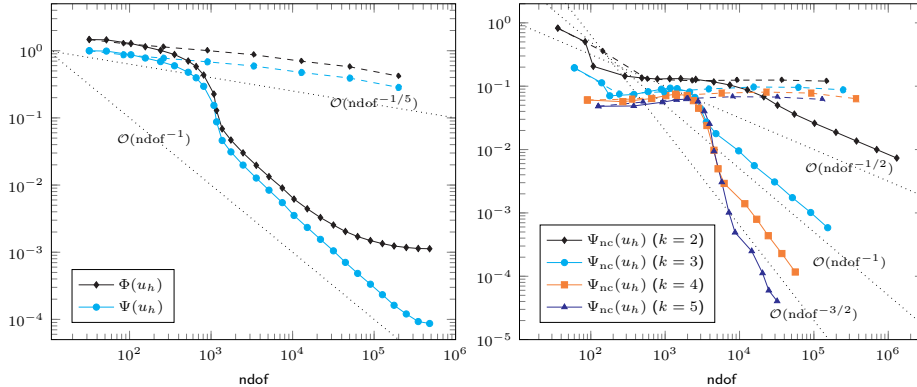 10^0
10^{-1}
10^{-2}
10^{-3}
10^{-4}
10^2
10^3
10^4
10^5
10^6
ndof
O(ndof^{-1/5})
O(ndof^{-1})
Φ(u_h)
Ψ(u_h)
10^0
10^{-1}
10^{-2}
10^{-3}
10^{-4}
10^{-5}
10^2
10^3
10^4
10^5
10^6
ndof
O(ndof^{-1/2})
O(ndof^{-1})
O(ndof^{-3/2})
Ψ_nc(u_h) (k = 2)
Ψ_nc(u_h) (k = 3)
Ψ_nc(u_h) (k = 4)
Ψ_nc(u_h) (k = 5)